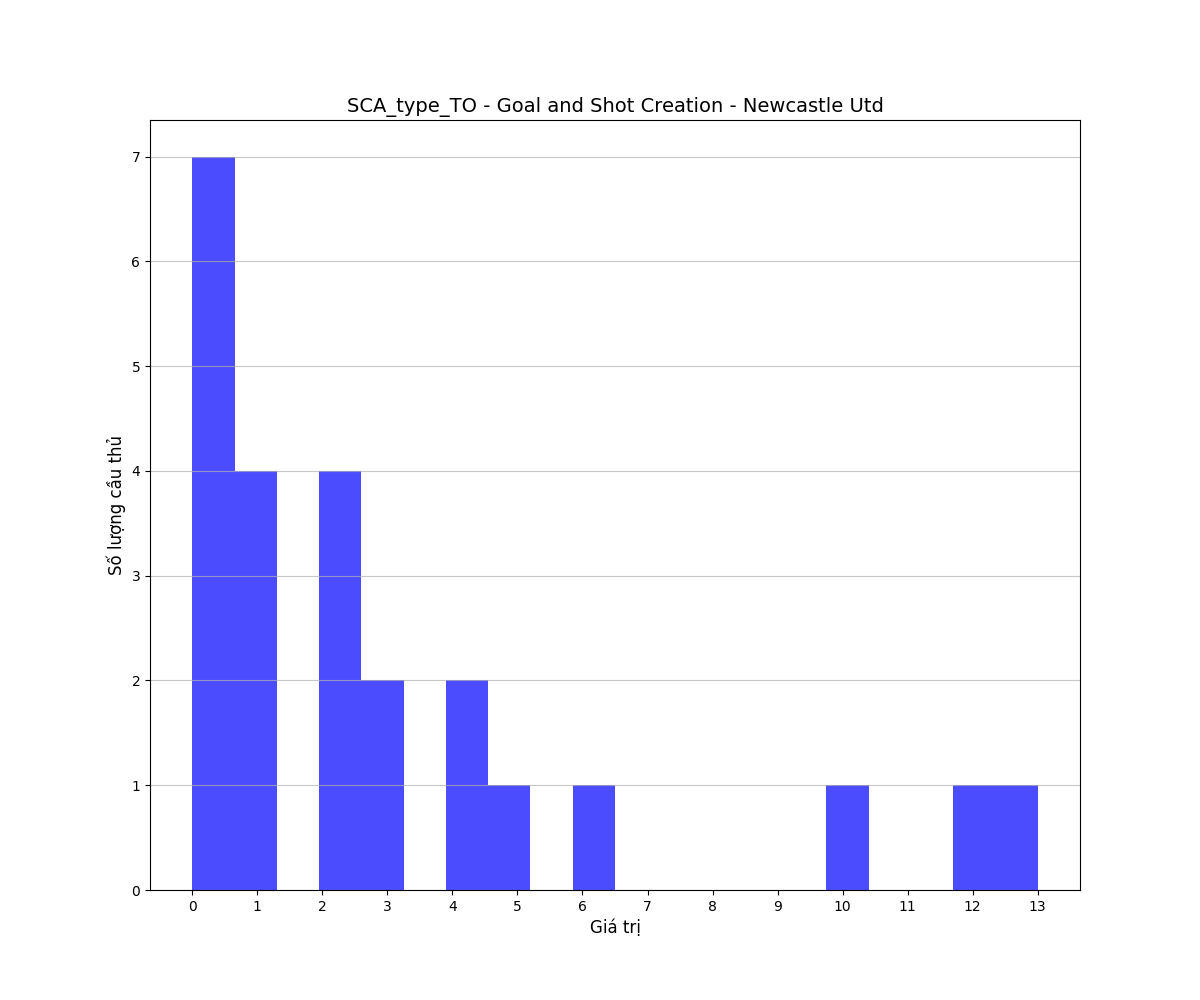 SCA_type_TO - Goal and Shot Creation - Newcastle Utd
7
6
5
4
3
2
1
0
Số lượng cầu thủ
0 1 2 3 4 5 6 7 8 9 10 11 12 13
Giá trị